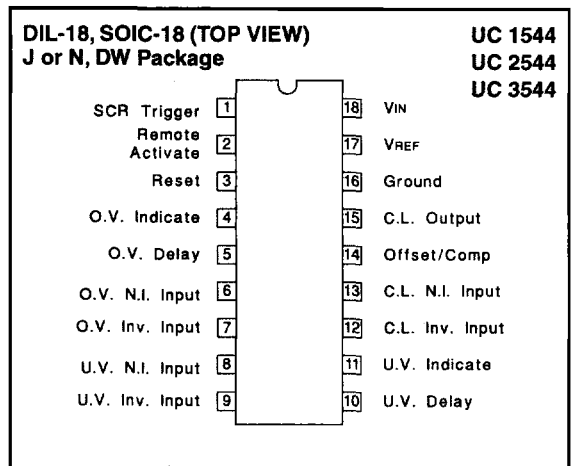 DIL-18, SOIC-18 (TOP VIEW)
J or N, DW Package
UC 1544
UC 2544
UC 3544
SCR Trigger 1
Remote
Activate 2
Reset 3
O.V. Indicate 4
O.V. Delay 5
O.V. N.I. Input 6
O.V. Inv. Input 7
U.V. N.I. Input 8
U.V. Inv. Input 9
18 VIN
17 VREF
16 Ground
15 C.L. Output
14 Offset/Comp
13 C.L. N.I. Input
12 C.L. Inv. Input
11 U.V. Indicate
10 U.V. Delay